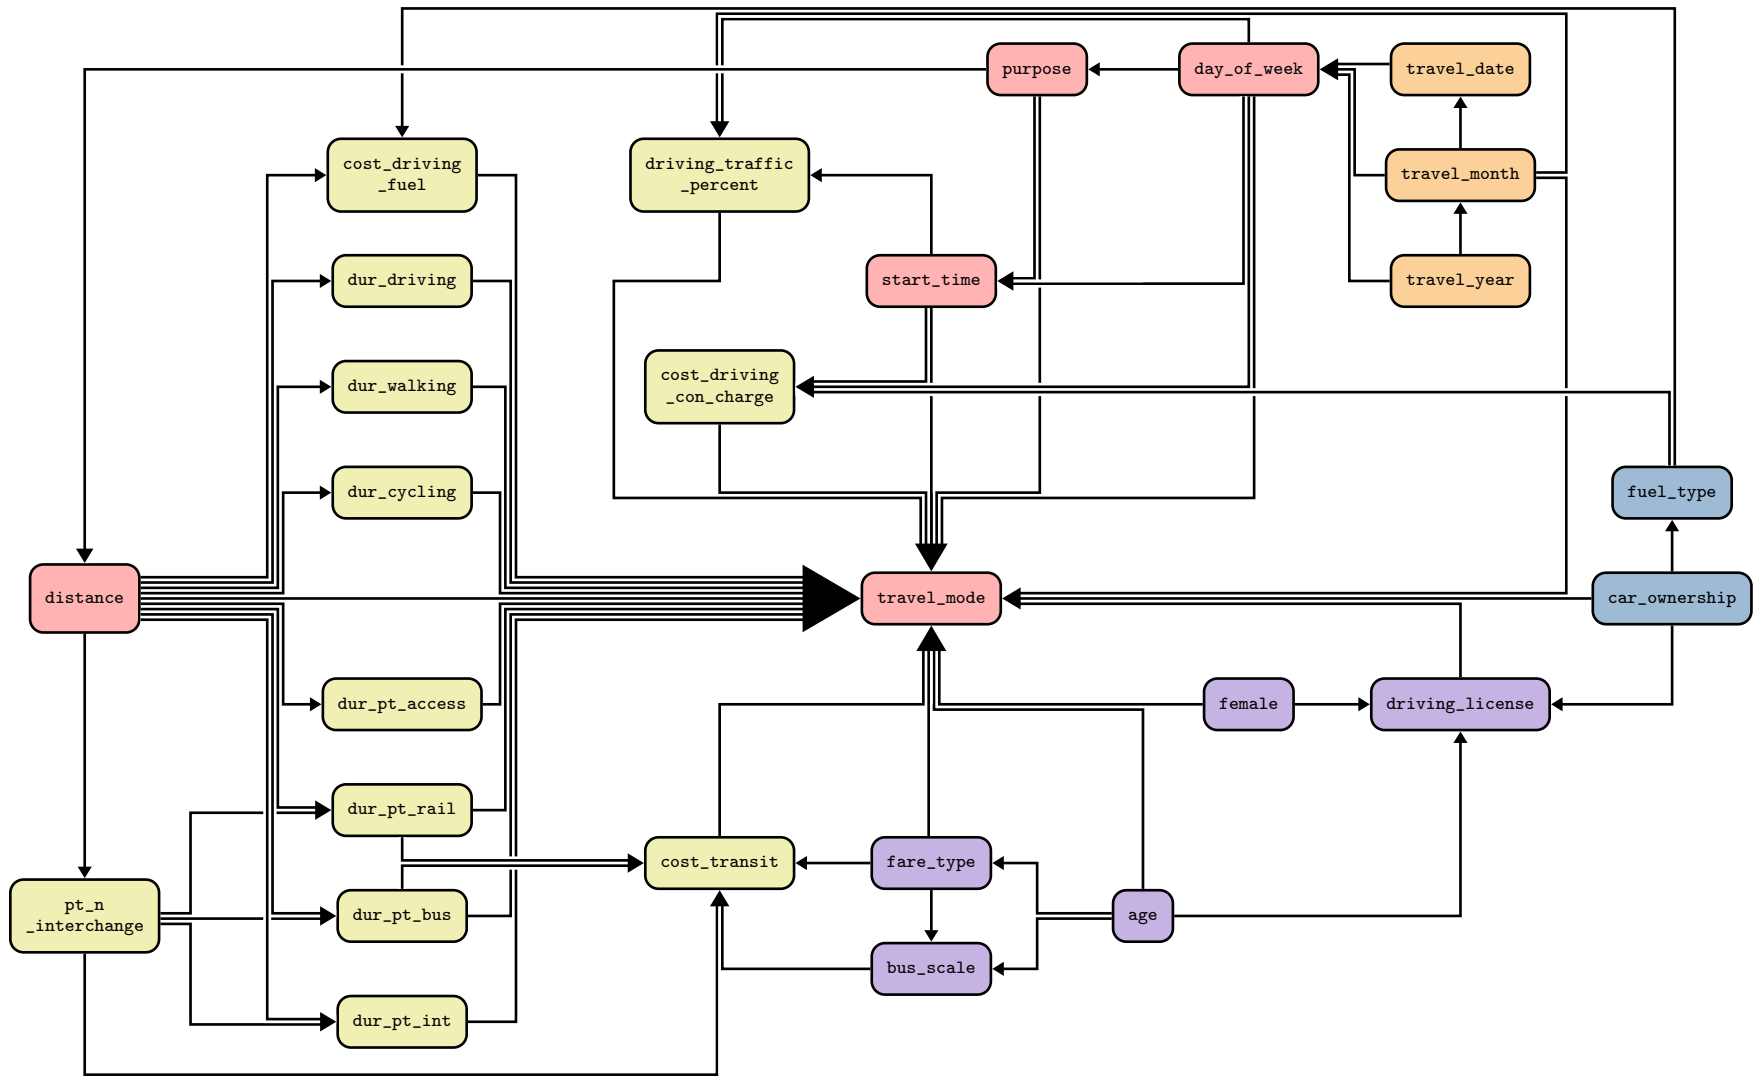 purpose
day_of_week
travel_date
cost_driving
_fuel
driving_traffic
_percent
travel_month
dur_driving
start_time
travel_year
dur_walking
cost_driving
_con_charge
dur_cycling
fuel_type
distance
travel_mode
car_ownership
dur_pt_access
female
driving_license
dur_pt_rail
cost_transit
fare_type
pt_n
_interchange
dur_pt_bus
age
bus_scale
dur_pt_int